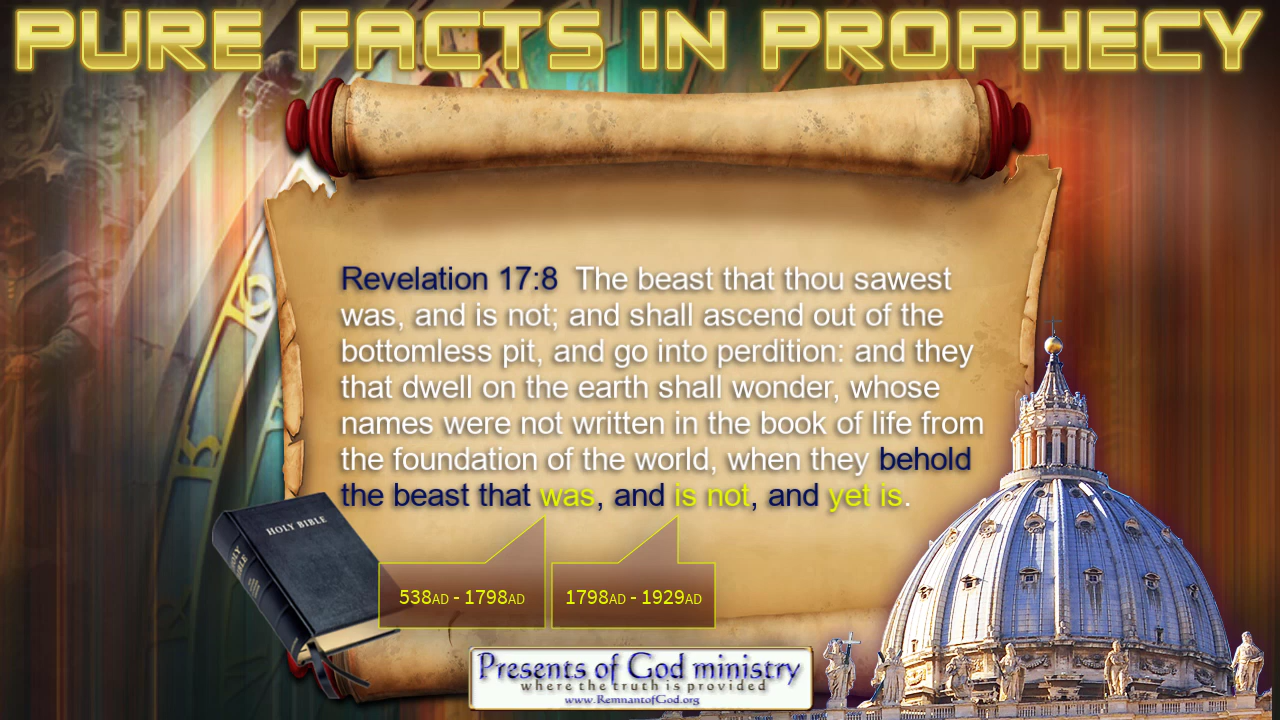 PURE FACTS IN PROPHECY
Revelation 17:8 The beast that thou sawest
was, and is not; and shall ascend out of the
bottomless pit, and go into perdition: and they
that dwell on the earth shall wonder, whose
names were not written in the book of life from
the foundation of the world, when they behold
the beast that was, and is not, and yet is.
HOLY BIBLE
HOLY BIBLE
538AD - 1798AD
1798AD - 1929AD
Presents of God ministry
where the truth is provided
www.RemnantofGod.org